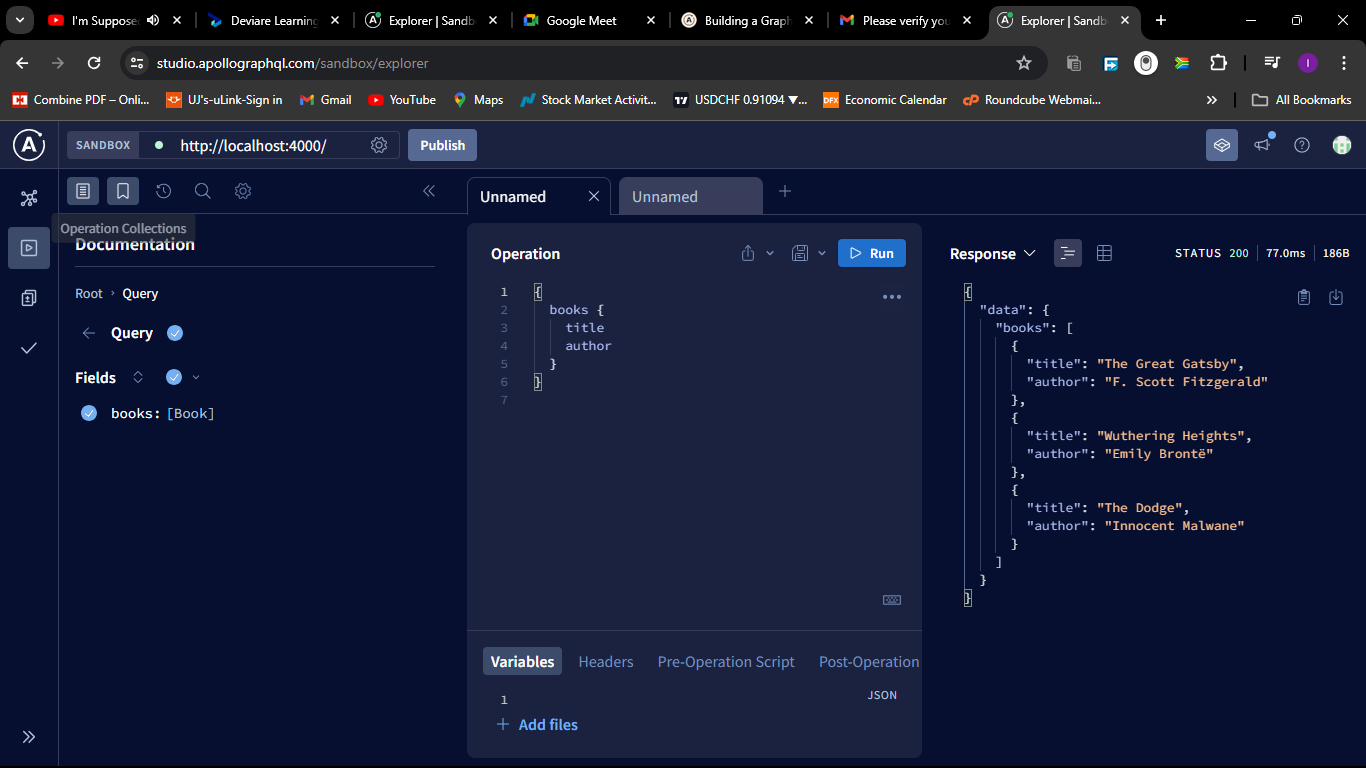 I'm Suppose
Deviare Learning
Explorer | Sandb
Google Meet
Building a Graph
Please verify you
Explorer | Sandb
studio.apollographql.com/sandbox/explorer
Combine PDF – Onli...
UJ's-uLink-Sign in
Gmail
YouTube
Maps
Stock Market Activit...
USDCHF 0.91094 ▼...
Economic Calendar
Roundcube Webmai...
All Bookmarks
SANDBOX
http://localhost:4000/
Publish
Operation Collections
Documentation
Root › Query
Query
Fields
books: [Book]
Unnamed
Unnamed
Operation
Run
1 {
2 books {
3 title
4 author
5 }
6 }
7
Variables
Headers
Pre-Operation Script
Post-Operation
1
JSON
+ Add files
Response
STATUS 200
77.0ms
186B
{
"data": {
"books": [
{
"title": "The Great Gatsby",
"author": "F. Scott Fitzgerald"
},
{
"title": "Wuthering Heights",
"author": "Emily Brontë"
},
{
"title": "The Dodge",
"author": "Innocent Malwane"
}
]
}
}